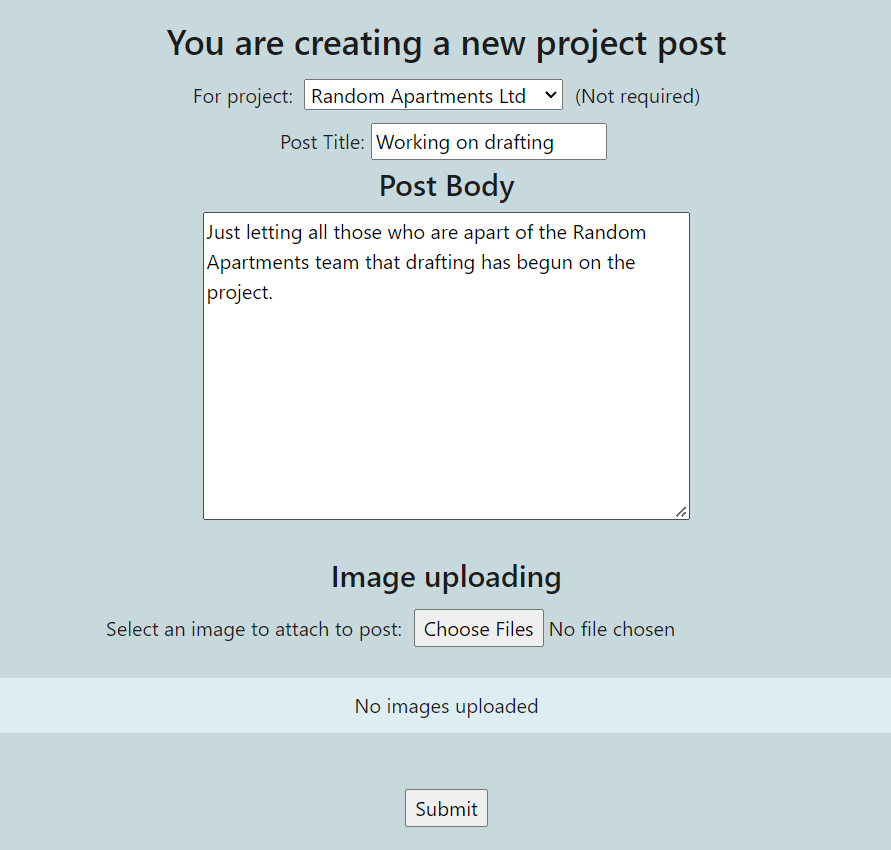 You are creating a new project post
For project: Random Apartments Ltd (Not required)
Post Title: Working on drafting
Post Body
Just letting all those who are apart of the Random
Apartments team that drafting has begun on the
project.
Image uploading
Select an image to attach to post: Choose Files No file chosen
No images uploaded
Submit